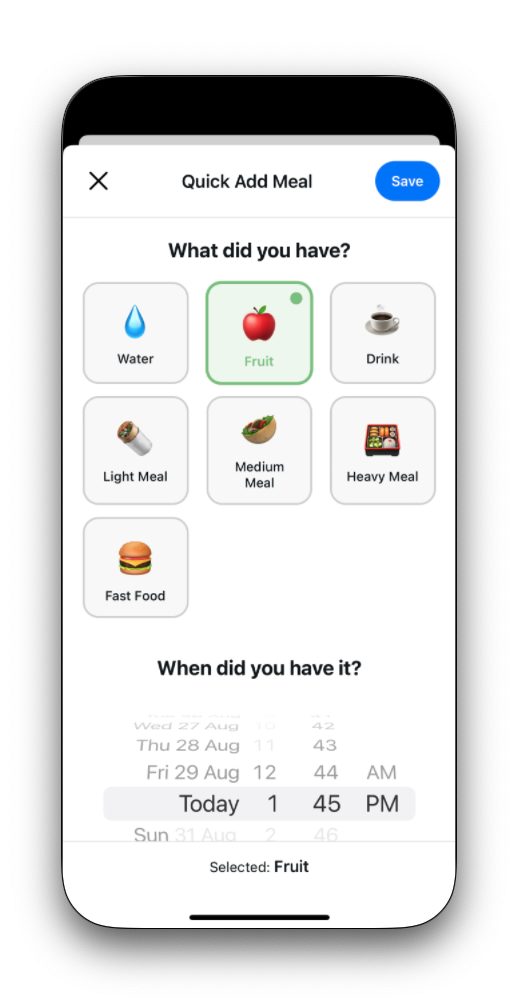 Quick Add Meal
Save
What did you have?
Water
Fruit
Drink
Light Meal
Medium
Meal
Heavy Meal
Fast Food
When did you have it?
Wed 27 Aug 10 42
Thu 28 Aug 11 43
Fri 29 Aug 12 44 AM
Today 1 45 PM
Sun 31 Aug 2 46
Selected: Fruit